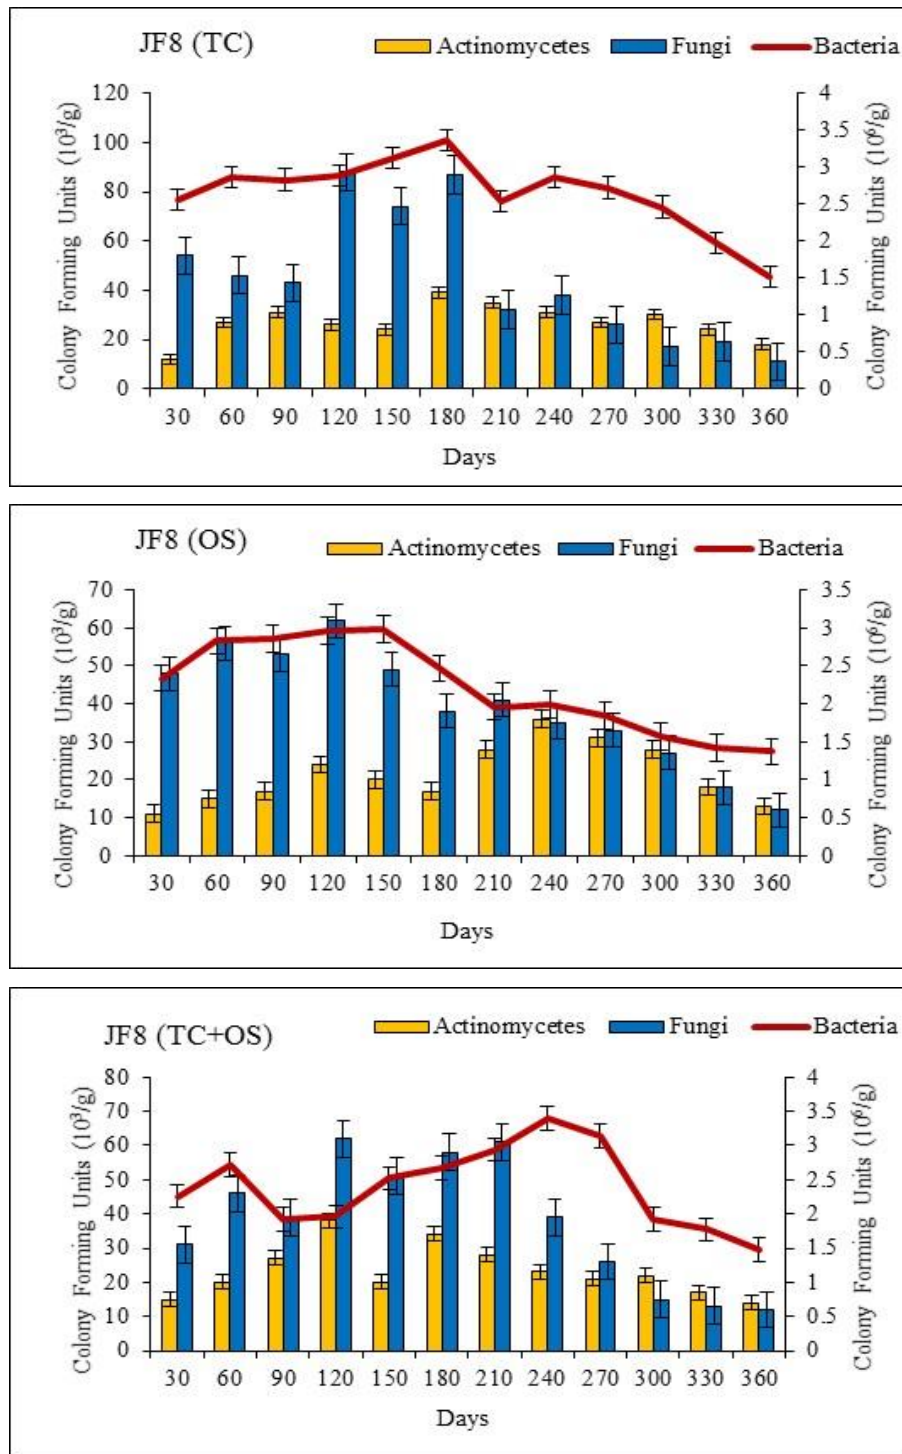 JF8 (TC)
Actinomycetes Fungi Bacteria
Colony Forming Units (10³/g)
120
100
80
60
40
20
0
4
3.5
3
2.5
2
1.5
1
0.5
0
Colony Forming Units (10⁶/g)
30 60 90 120 150 180 210 240 270 300 330 360
Days
JF8 (OS)
Actinomycetes Fungi Bacteria
Colony Forming Units (10³/g)
70
60
50
40
30
20
10
0
3.5
3
2.5
2
1.5
1
0.5
0
Colony Forming Units (10⁶/g)
30 60 90 120 150 180 210 240 270 300 330 360
Days
JF8 (TC+OS)
Actinomycetes Fungi Bacteria
Colony Forming Units (10³/g)
80
70
60
50
40
30
20
10
0
4
3.5
3
2.5
2
1.5
1
0.5
0
Colony Forming Units (10⁶/g)
30 60 90 120 150 180 210 240 270 300 330 360
Days